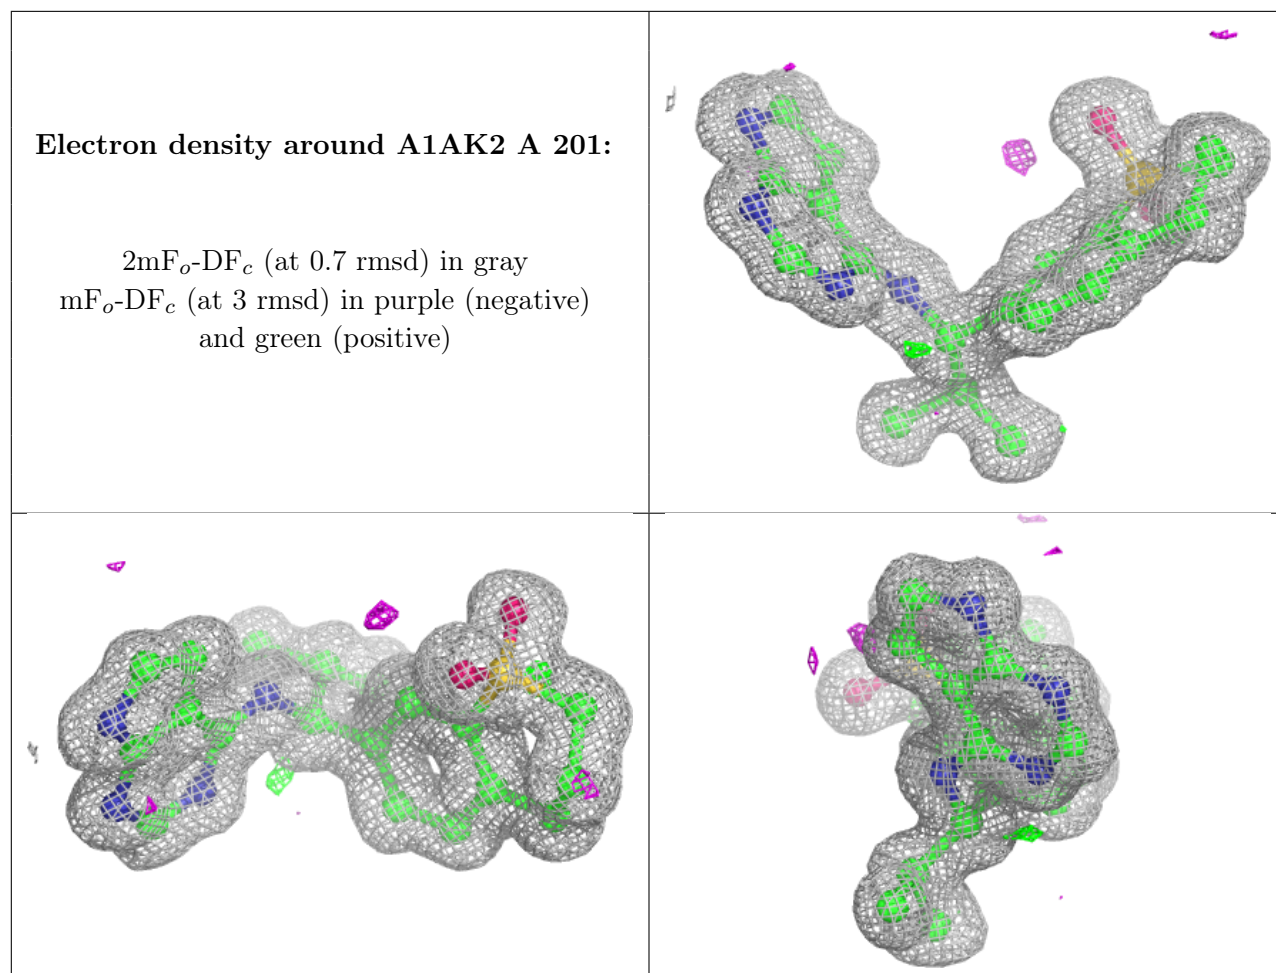 Electron density around A1AK2 A 201:
2mFo-DFc (at 0.7 rmsd) in gray
mFo-DFc (at 3 rmsd) in purple (negative)
and green (positive)